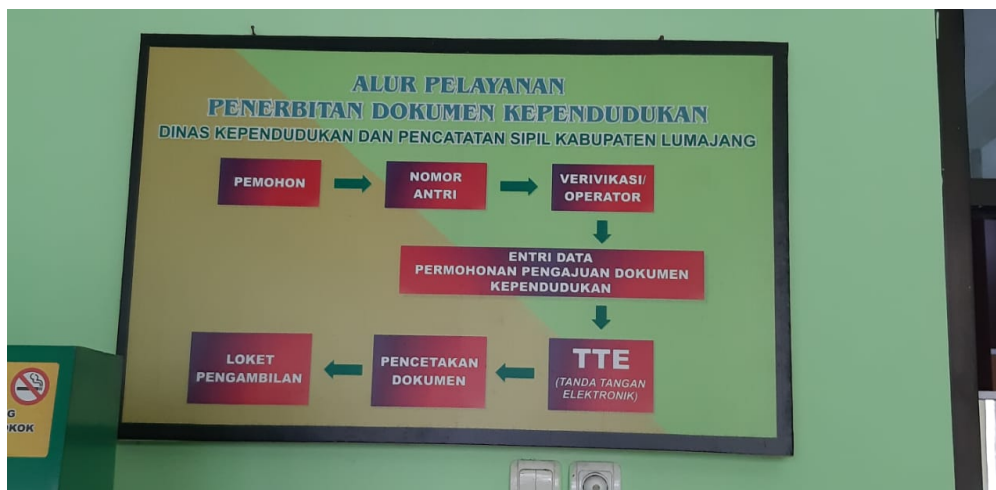 ALUR PELAYANAN
PENERBITAN DOKUMEN KEPENDUDUKAN
DINAS KEPENDUDUKAN DAN PENCATATAN SIPIL KABUPATEN LUMAJANG
PEMOHON
NOMOR
ANTRI
VERIVIKASI/
OPERATOR
ENTRI DATA
PERMOHONAN PENGAJUAN DOKUMEN
KEPENDUDUKAN
TTE
(TANDA TANGAN
ELEKTRONIK)
PENCETAKAN
DOKUMEN
LOKET
PENGAMBILAN